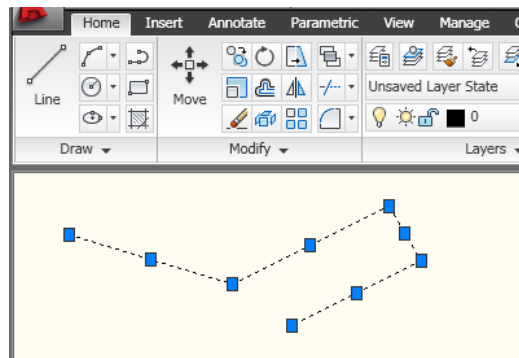 Home Insert Annotate Parametric View Manage
Line
Move
Unsaved Layer State
0
Draw Modify Layers